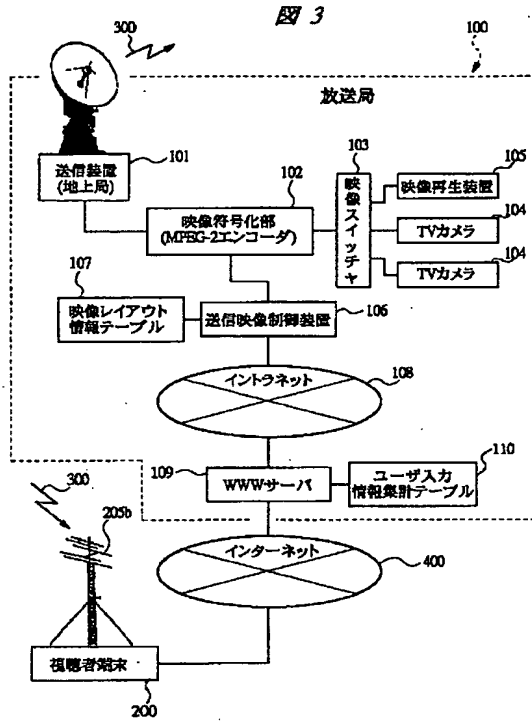 図 3
300
100
放送局
送信装置
(地上局)
101
102
映像符号化部
(MPEG-2エンコーダ)
103
映像スイッチャ
105
映像再生装置
104
TVカメラ
104
TVカメラ
107
映像レイアウト
情報テーブル
送信映像制御装置
106
イントラネット
108
109
WWWサーバ
110
ユーザ入力
情報集計テーブル
300
205b
インターネット
400
視聴者端末
200